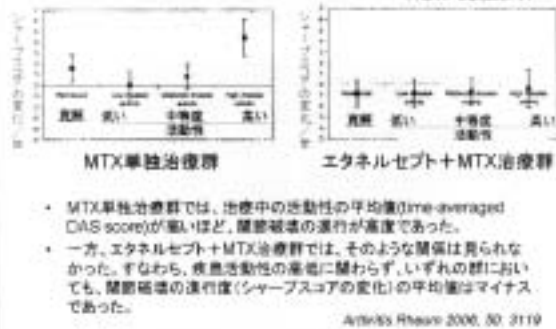 寛解 低い 中等度 高い
活動性
寛解 低い 中等度 高い
活動性
MTX単独治療群
エタネルセプト+MTX治療群
• MTX単独治療群では、治療中の活動性の平均値(time-averaged
DAS score)が高いほど、関節破壊の進行が高度であった。
• 一方、エタネルセプト+MTX治療群では、そのような関係は見られな
かった。すなわち、疾患活動性の高低に関わらず、いずれの群におい
ても、関節破壊の進行度(シャープスコアの変化)の平均値はマイナス
であった。
Arthritis Rheum 2006, 50, 3119